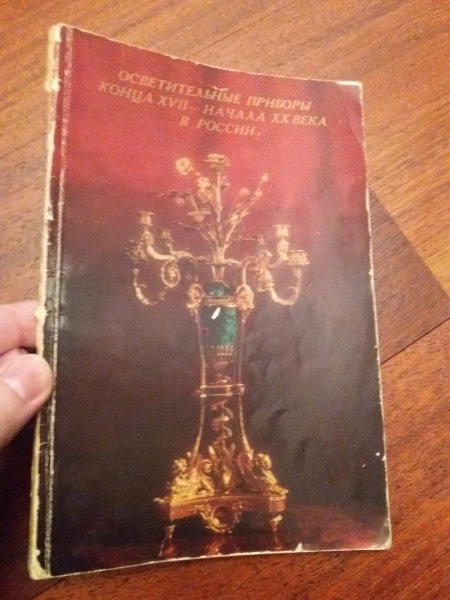 ОСВЕТИТЕЛЬНЫЕ ПРИБОРЫ
КОНЦА XVII – НАЧАЛА XX ВЕКА
В РОССИИ